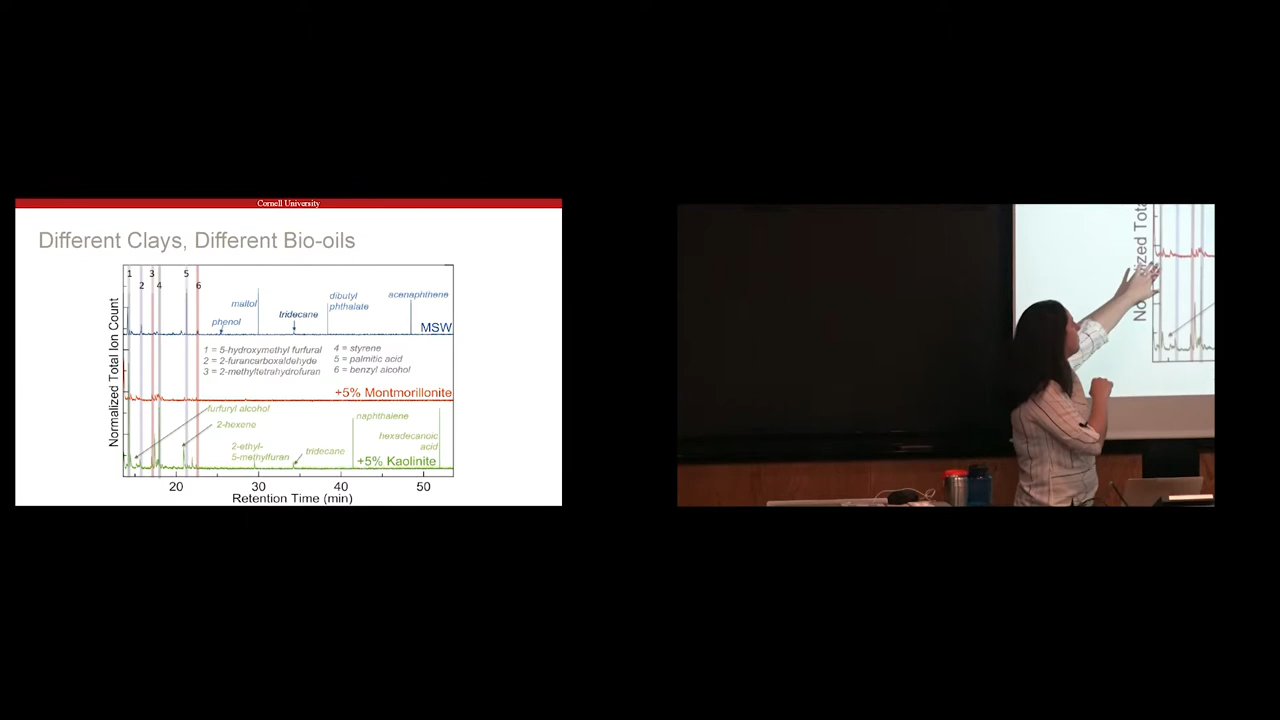 Cornell University
Different Clays, Different Bio-oils
1
2
3
4
5
6
maltol
phenol
tridecane
dibutyl
phthalate
acenaphthene
MSW
1 = 5-hydroxymethyl furfural
2 = 2-furancarboxaldehyde
3 = 2-methyltetrahydrofuran
4 = styrene
5 = palmitic acid
6 = benzyl alcohol
+5% Montmorillonite
furfuryl alcohol
2-hexene
2-ethyl-
5-methylfuran
tridecane
naphthalene
hexadecanoic
acid
+5% Kaolinite
Normalized Total Ion Count
20 30 40 50
Retention Time (min)
Normalized Tota